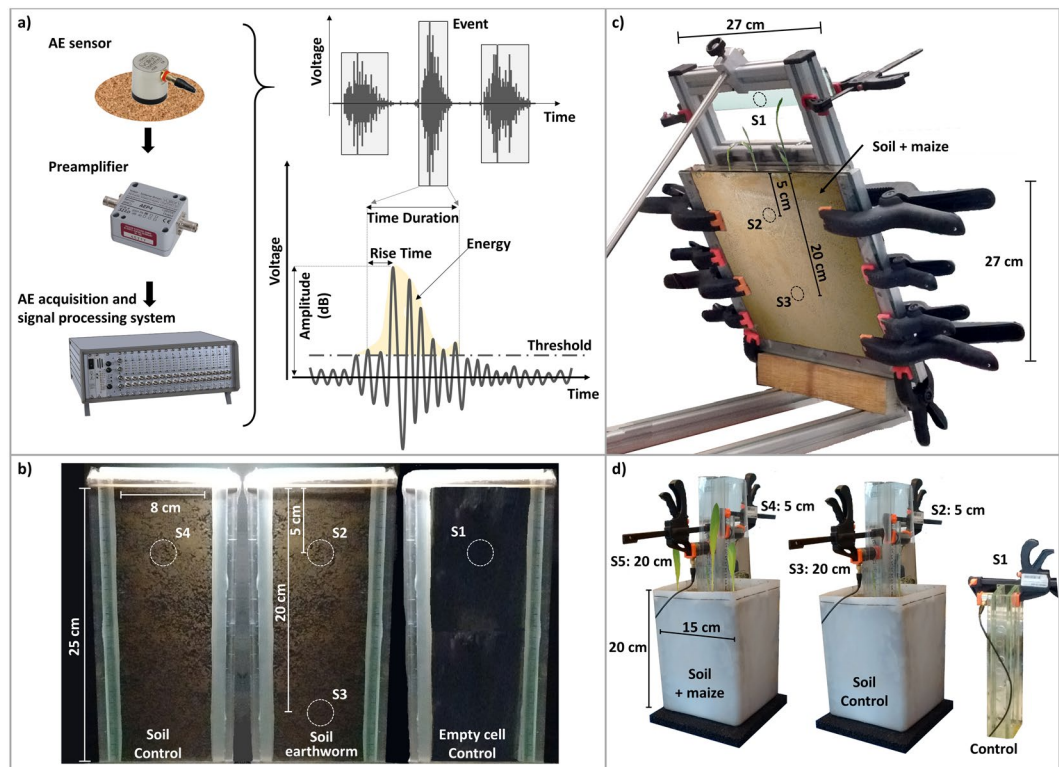 a)
AE sensor
Preamplifier
AE acquisition and
signal processing system
Event
Voltage
Time
Time Duration
Rise Time
Energy
Voltage
Amplitude
(dB)
Threshold
Time
b)
8 cm
S4
25 cm
Soil
Control
5 cm
S2
20 cm
S3
Soil
earthworm
S1
Empty cell
Control
c)
27 cm
S1
Soil + maize
5 cm
S2
20 cm
S3
27 cm
d)
S4: 5 cm
S5: 20 cm
15 cm
20 cm
Soil
+ maize
S2: 5 cm
S3: 20 cm
Soil
Control
S1
Control